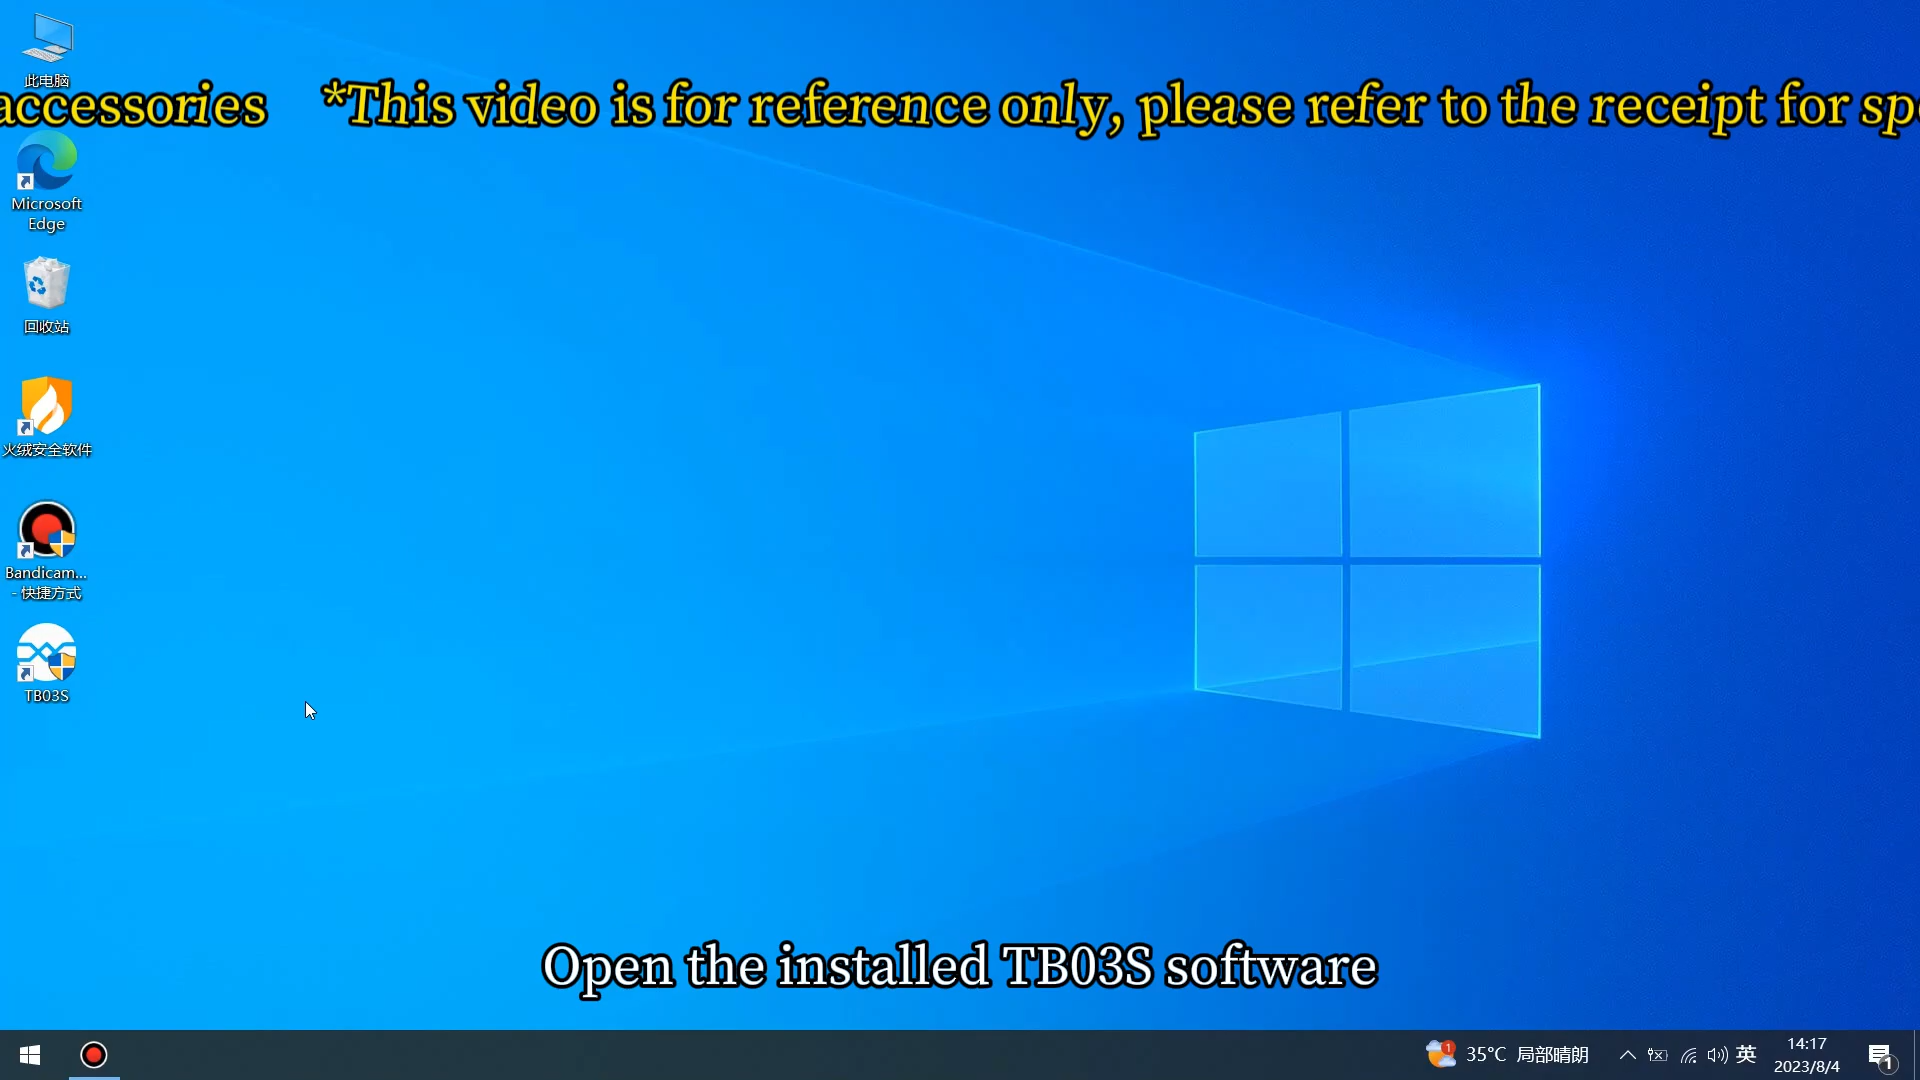 此电脑
accessories *This video is for reference only, please refer to the receipt for sp
Microsoft
Edge
回收站
火绒安全软件
Bandicam...
- 快捷方式
TB03S
Open the installed TB03S software
1
35°C 局部晴朗
英
14:17
2023/8/4
1